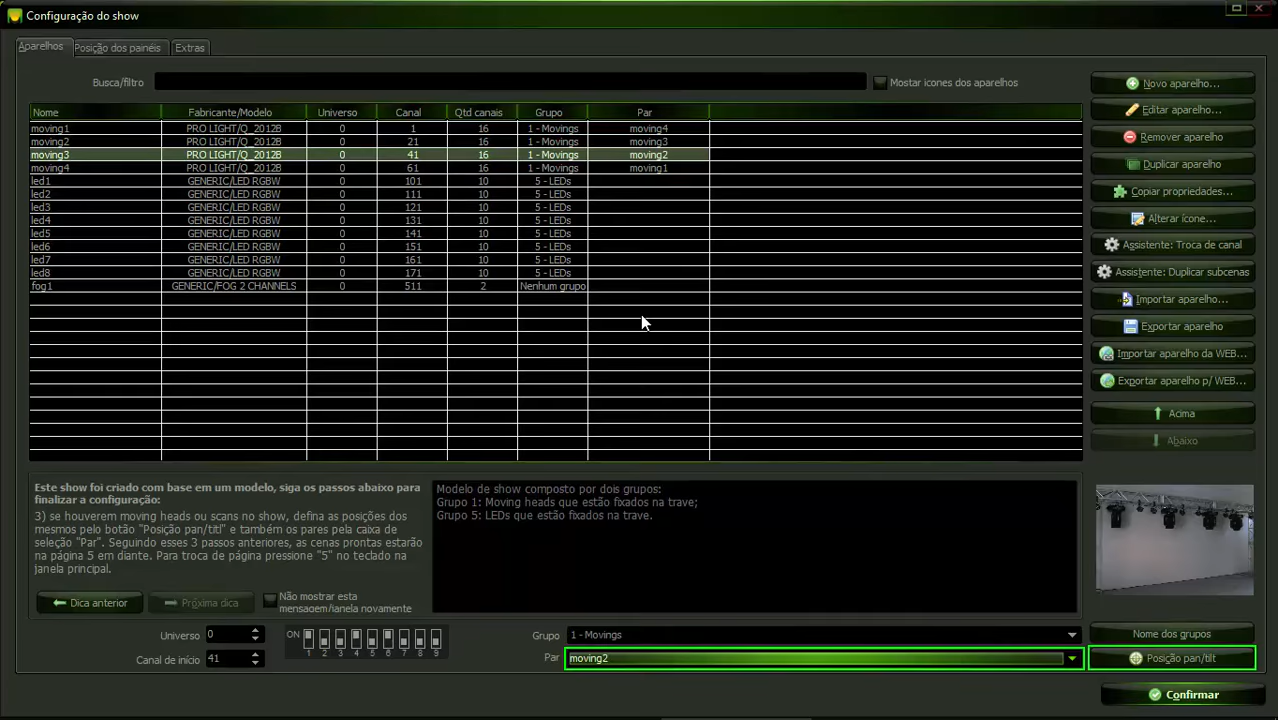 Configuração do show
Aparelhos Posição dos painéis Extras
Busca/filtro Mostar icones dos aparelhos
Nome Fabricante/Modelo Universo Canal Qtd canais Grupo Par
moving1 PRO LIGHT/Q_2012B 0 1 16 1 - Movings moving4
moving2 PRO LIGHT/Q_2012B 0 21 16 1 - Movings moving3
moving3 PRO LIGHT/Q_2012B 0 41 16 1 - Movings moving2
moving4 PRO LIGHT/Q_2012B 0 61 16 1 - Movings moving1
led1 GENERIC/LED RGBW 0 101 10 5 - LEDs
led2 GENERIC/LED RGBW 0 111 10 5 - LEDs
led3 GENERIC/LED RGBW 0 121 10 5 - LEDs
led4 GENERIC/LED RGBW 0 131 10 5 - LEDs
led5 GENERIC/LED RGBW 0 141 10 5 - LEDs
led6 GENERIC/LED RGBW 0 151 10 5 - LEDs
led7 GENERIC/LED RGBW 0 161 10 5 - LEDs
led8 GENERIC/LED RGBW 0 171 10 5 - LEDs
fog1 GENERIC/FOG 2 CHANNELS 0 511 2 Nenhum grupo
Novo aparelho...
Editar aparelho...
Remover aparelho
Duplicar aparelho
Copiar propriedades...
Alterar ícone...
Assistente: Troca de canal
Assistente: Duplicar subcenas
Importar aparelho...
Exportar aparelho
Importar aparelho da WEB...
Exportar aparelho p/ WEB...
Acima
Abaixo
Este show foi criado com base em um modelo, siga os passos abaixo para
finalizar a configuração:
3) se houverem moving heads ou scans no show, defina as posições dos
mesmos pelo botão "Posição pan/titl" e também os pares pela caixa de
seleção "Par". Seguindo esses 3 passos anteriores, as cenas prontas estarão
na página 5 em diante. Para troca de página pressione "5" no teclado na
janela principal.
Dica anterior Próxima dica Não mostrar esta
mensagem/janela novamente
Modelo de show composto por dois grupos:
Grupo 1: Moving heads que estão fixados na trave;
Grupo 5: LEDs que estão fixados na trave.
Universo 0 ON 1 2 3 4 5 6 7 8 9 Grupo 1 - Movings Nome dos grupos
Canal de início 41 Par moving2 Posição pan/tilt
Confirmar